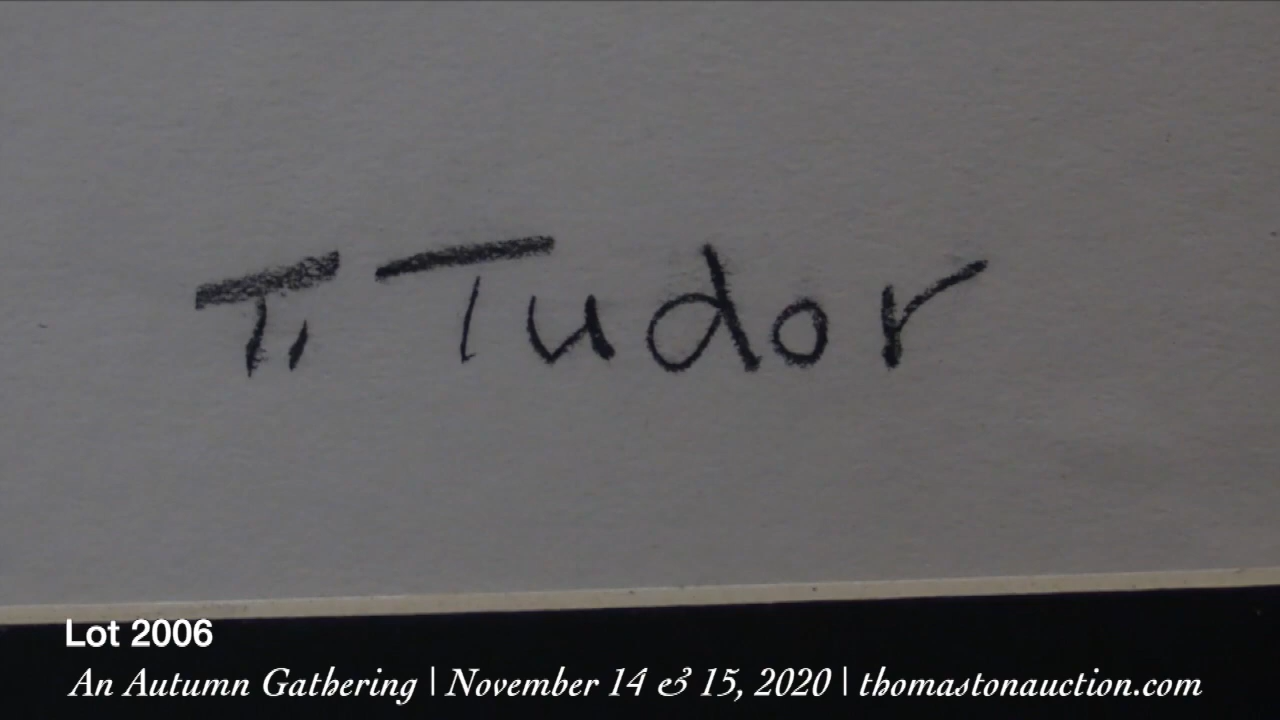 T. Tudor
Lot 2006
An Autumn Gathering | November 14 & 15, 2020 | thomastonauction.com